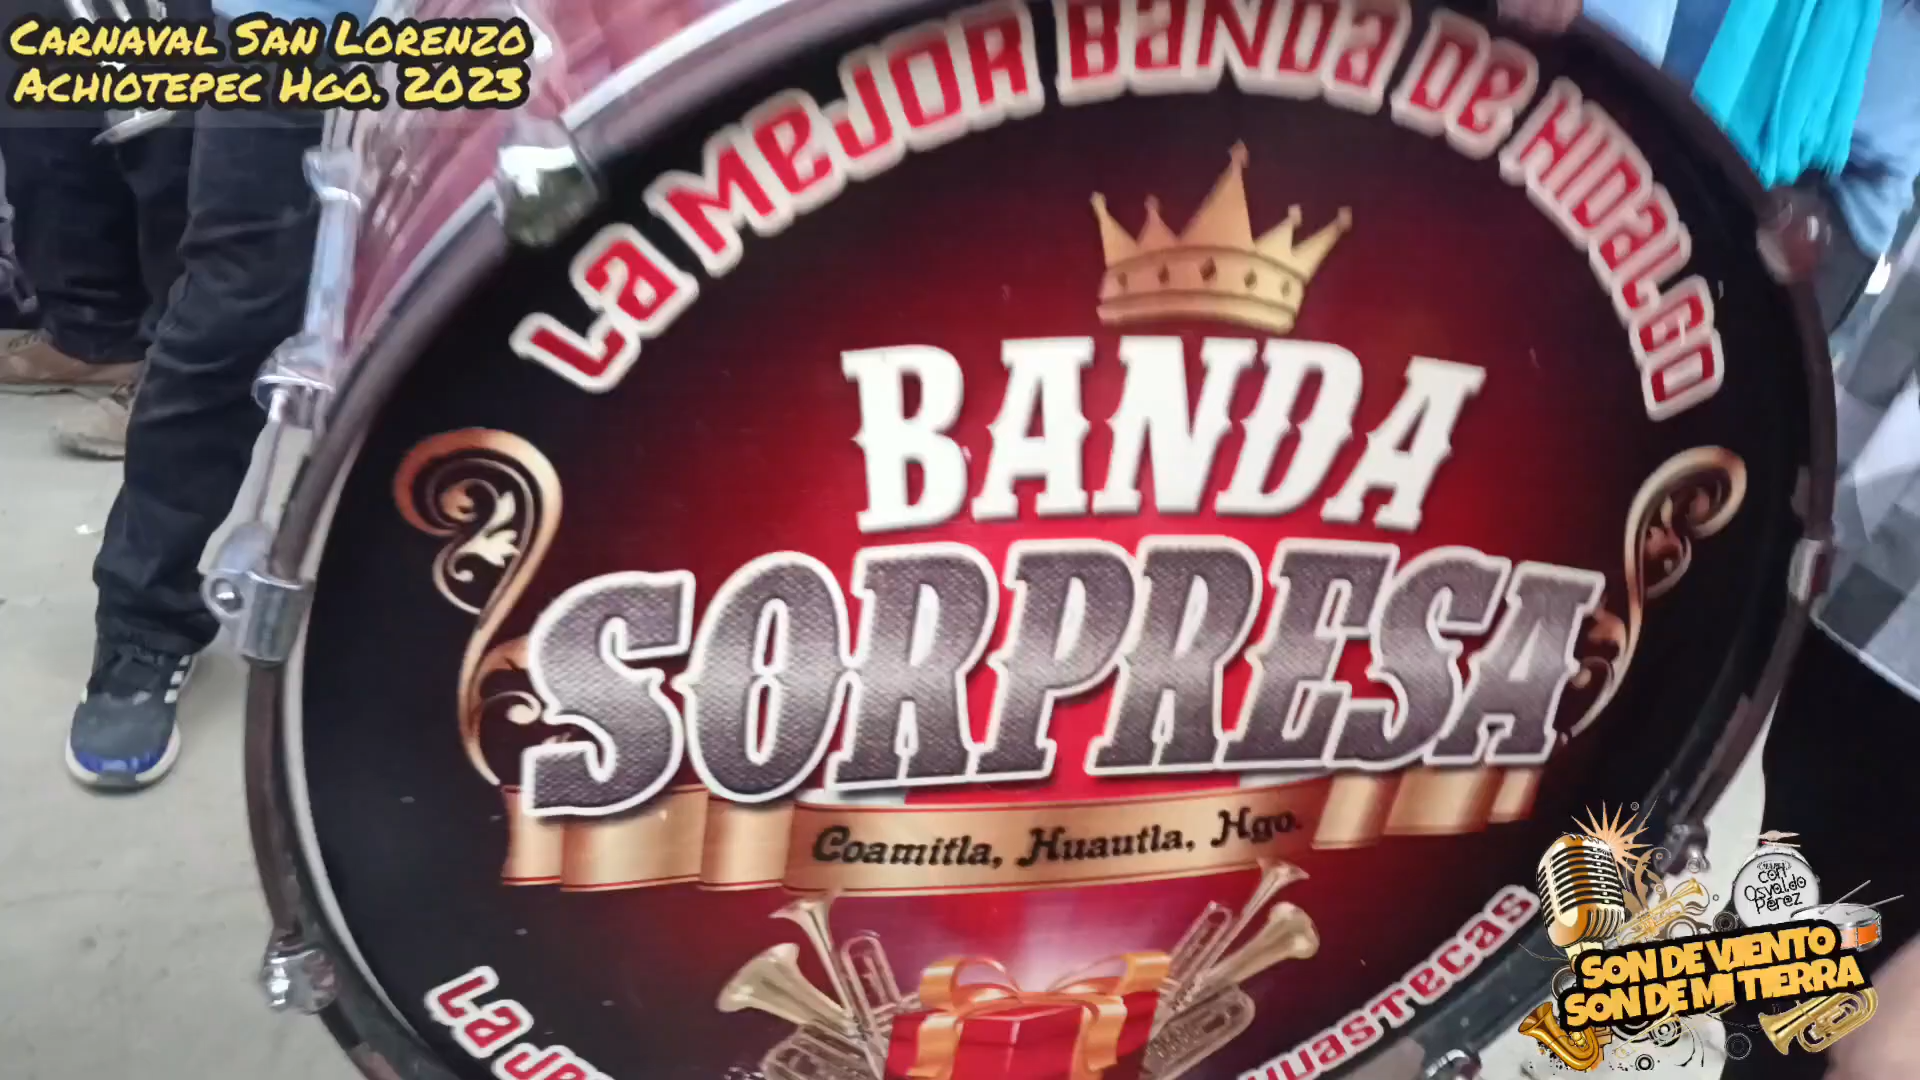 CARNAVAL SAN LORENZO
ACHIOTEPEC HGO. 2023
LA MEJOR BANDA DE HIDALGO
BANDA
SORPRESA
Coamitla, Huautla, Hgo.
LA
HUASTECAS
con
Osvaldo
Pérez
SON DE VIENTO
SON DE MI TIERRA